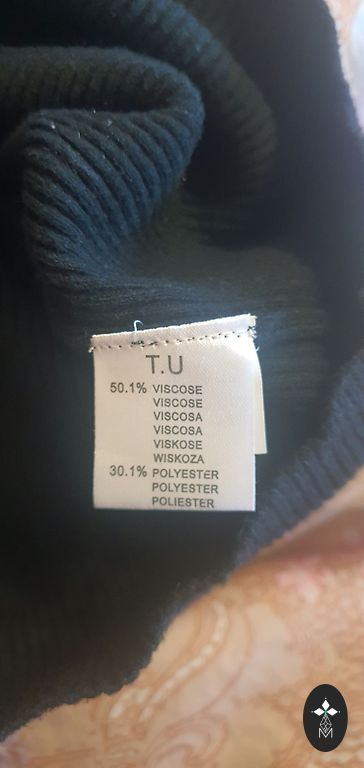 T.U
50.1% VISCOSE
VISCOSE
VISCOSA
VISCOSA
VISKOSE
WISKOZA
30.1% POLYESTER
POLYESTER
POLIESTER
M